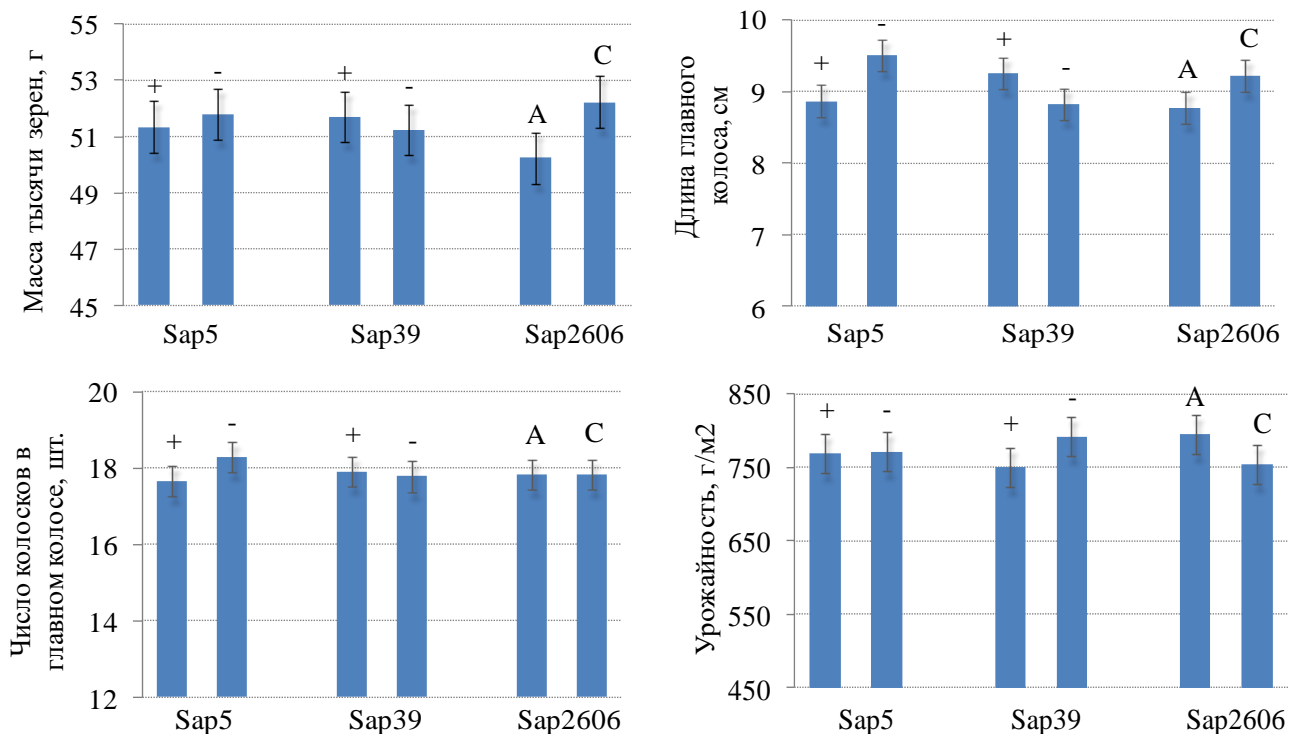 Масса тысячи зерен, г
55
53
51
49
47
45
+
-
+
-
A
C
Sap5
Sap39
Sap2606
Длина главного
колоса, см
10
9
8
7
6
+
-
+
-
A
C
Sap5
Sap39
Sap2606
Число колосков в
главном колосе, шт.
20
18
16
14
12
+
-
+
-
A
C
Sap5
Sap39
Sap2606
Урожайность, г/м2
850
750
650
550
450
+
-
+
-
A
C
Sap5
Sap39
Sap2606